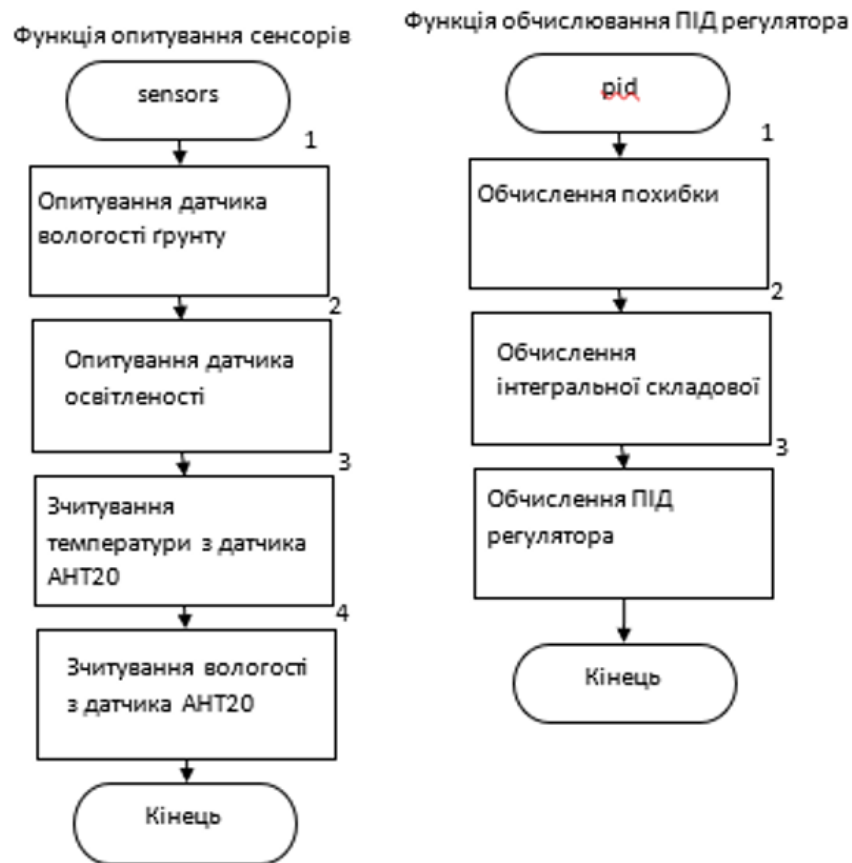 Функція опитування сенсорів
sensors
1
Опитування датчика
вологості ґрунту
2
Опитування датчика
освітленості
3
Зчитування
температури з датчика
АНТ20
4
Зчитування вологості
з датчика АНТ20
Кінець
Функція обчислювання ПІД регулятора
pid
1
Обчислення похибки
2
Обчислення
інтегральної складової
3
Обчислення ПІД
регулятора
Кінець